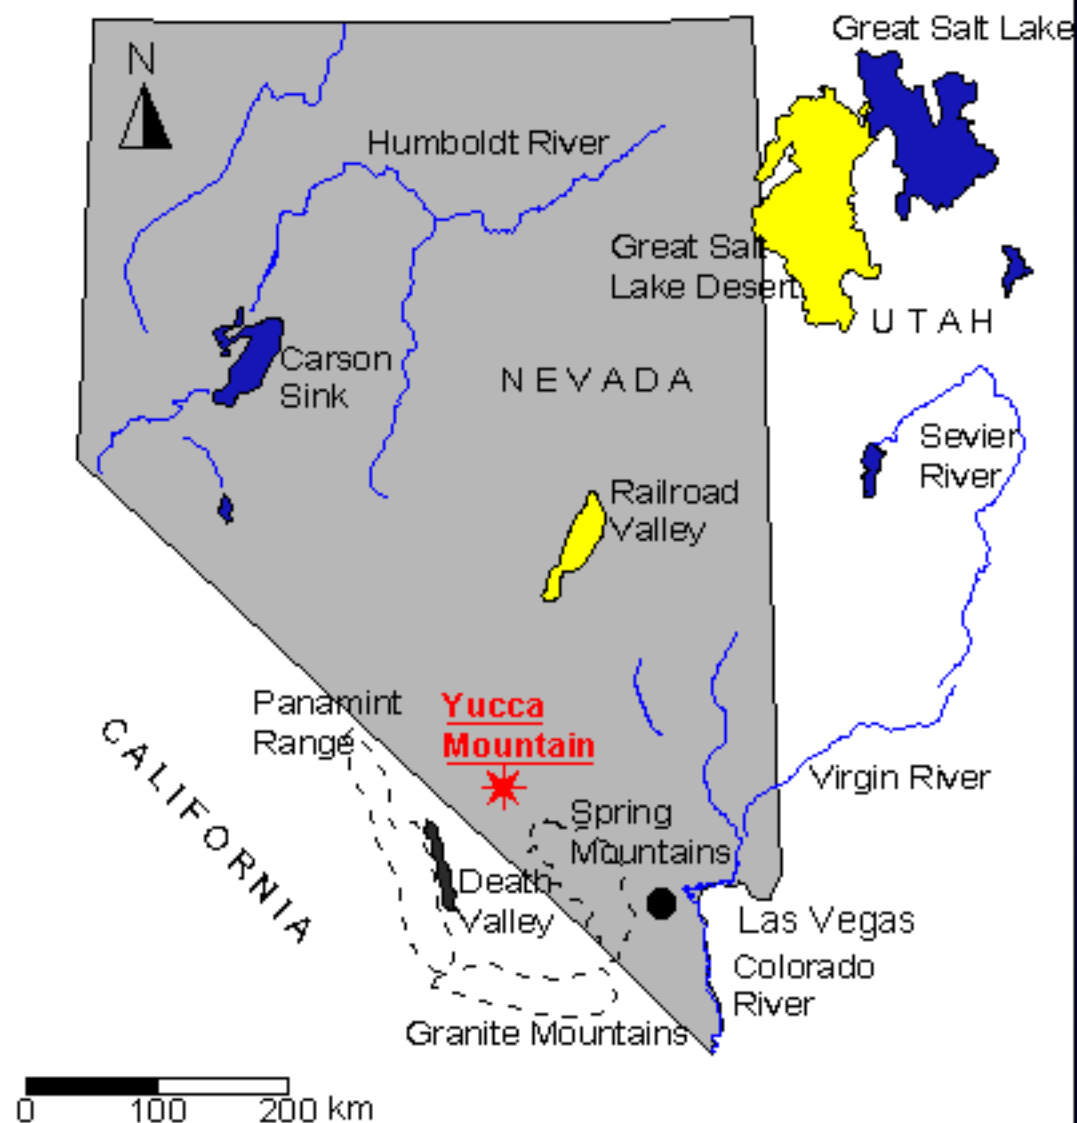 Great Salt Lake
N
Humboldt River
Great Salt
Lake Desert
UTAH
Carson
Sink
NEVADA
Sevier
River
Railroad
Valley
Panamint
Range
Yucca
Mountain
CALIFORNIA
Virgin River
Spring
Mountains
Death
Valley
Las Vegas
Colorado
River
Granite Mountains
0 100 200 km